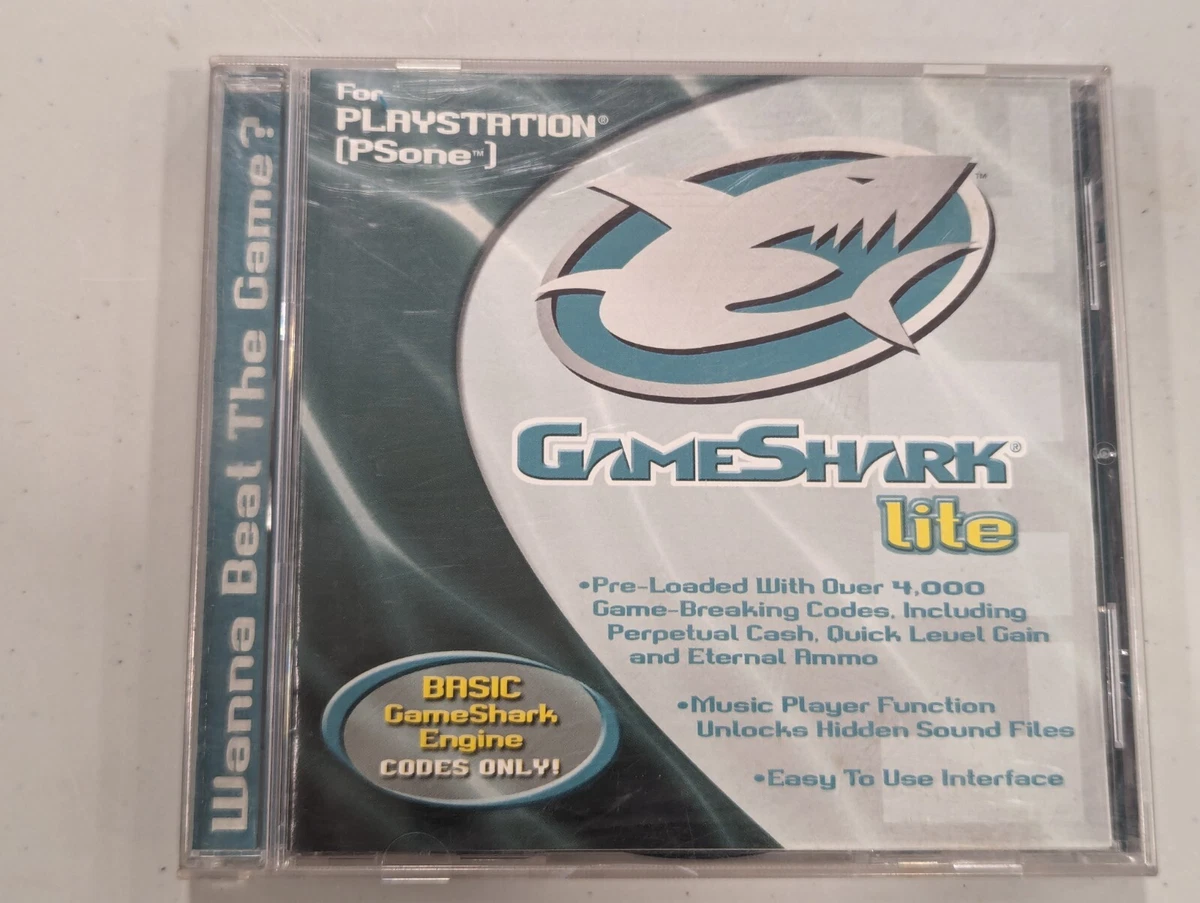 Wanna Beat The Game?
For
PLAYSTATION®
(PSone™)
™
GAMESHARK®
lite
•Pre-Loaded With Over 4,000
Game-Breaking Codes, Including
Perpetual Cash, Quick Level Gain
and Eternal Ammo
•Music Player Function
Unlocks Hidden Sound Files
•Easy To Use Interface
BASIC
GameShark
Engine
CODES ONLY!